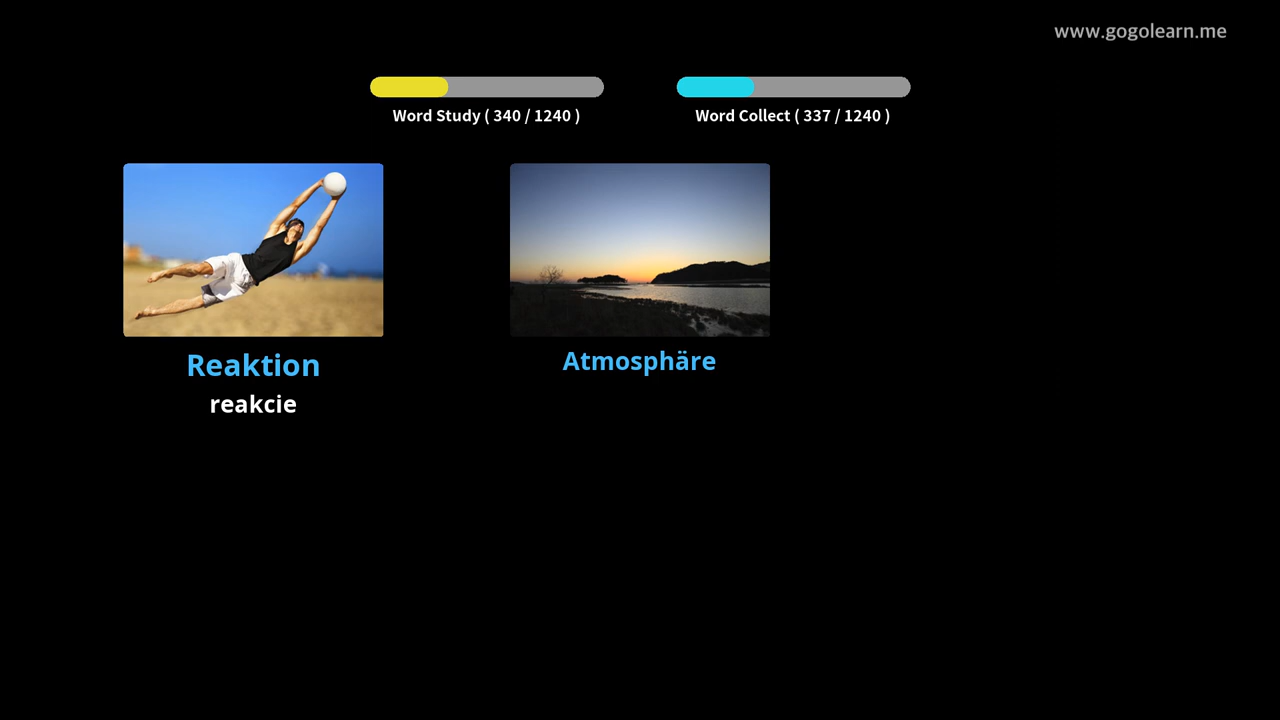 www.gogolearn.me
Word Study ( 340 / 1240 )
Word Collect ( 337 / 1240 )
Reaktion
reakcie
Atmosphäre